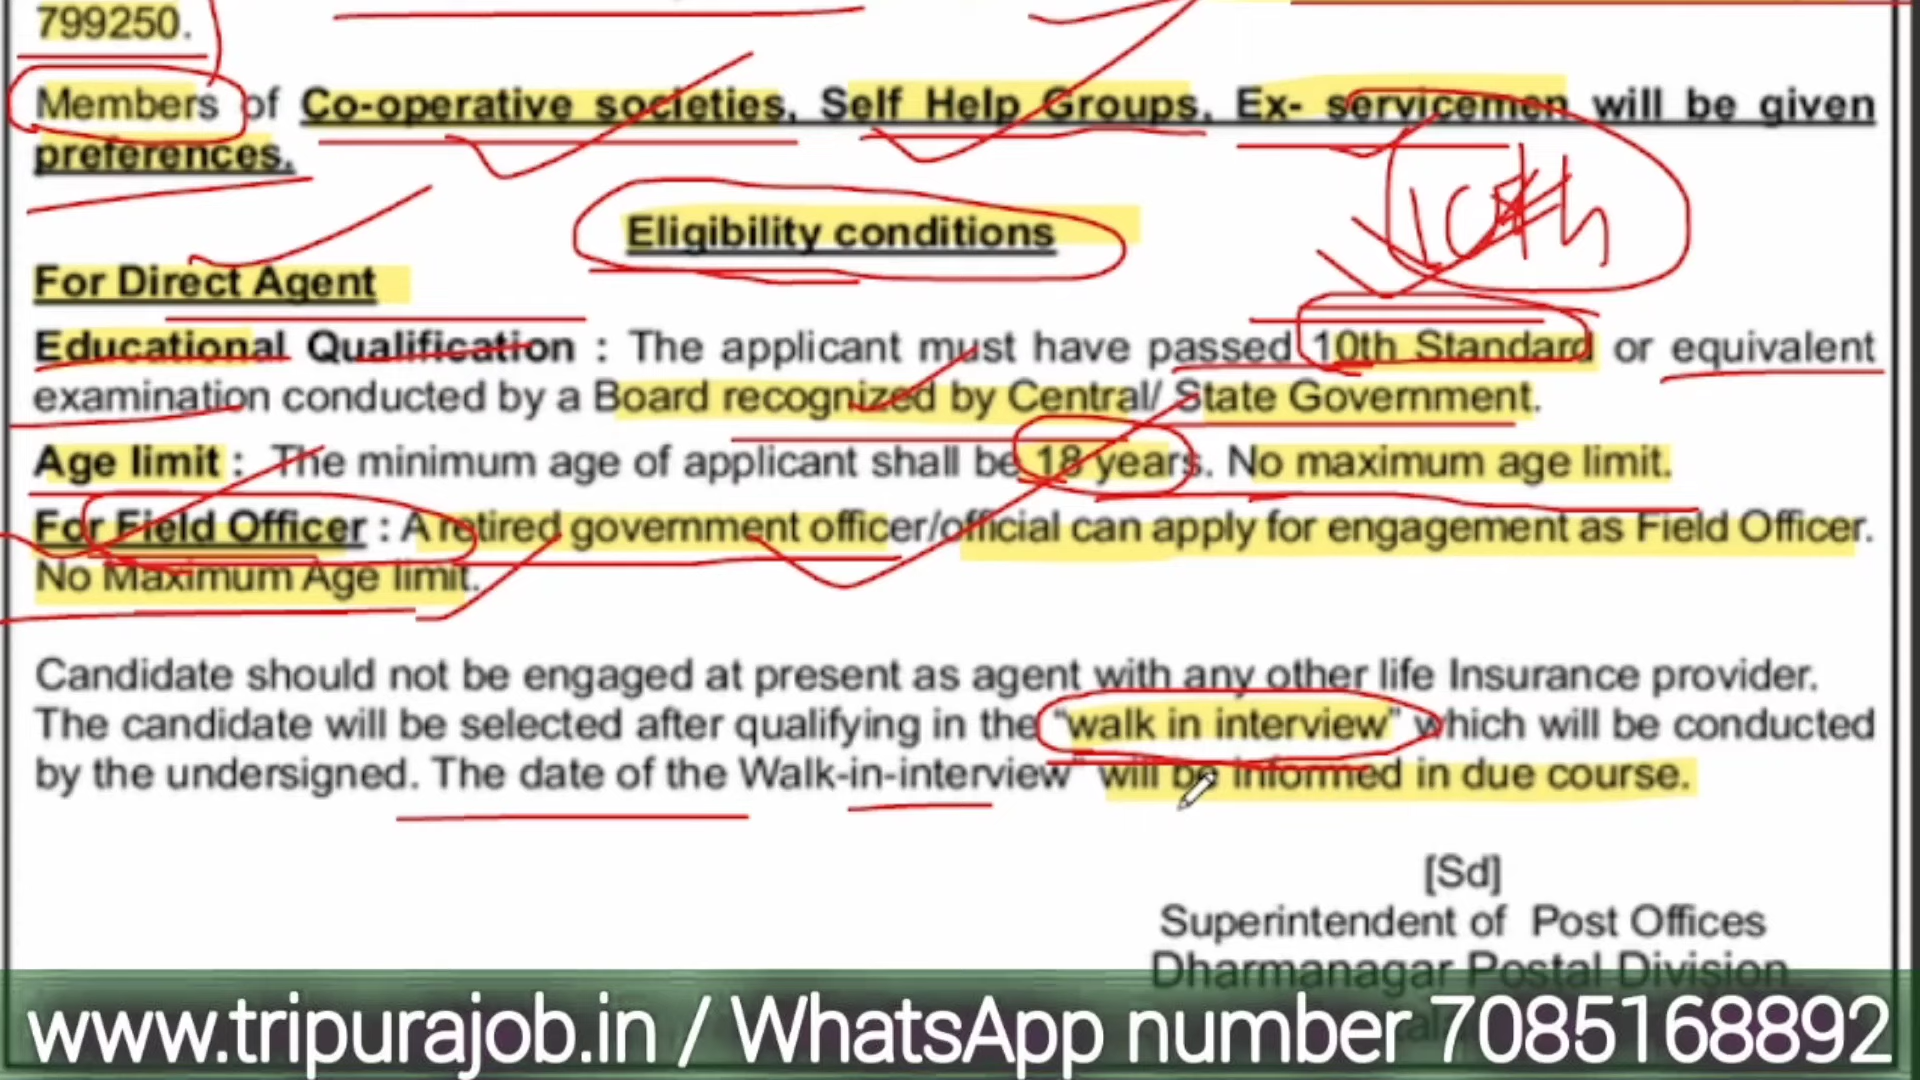 799250.
Members of Co-operative societies, Self Help Groups, Ex- servicemen will be given
preferences.
10th
Eligibility conditions
For Direct Agent
Educational Qualification : The applicant must have passed 10th Standard or equivalent
examination conducted by a Board recognized by Central/ State Government.
Age limit : The minimum age of applicant shall be 18 years. No maximum age limit.
For Field Officer : A retired government officer/official can apply for engagement as Field Officer.
No Maximum Age limit.
Candidate should not be engaged at present as agent with any other life Insurance provider.
The candidate will be selected after qualifying in the “walk in interview” which will be conducted
by the undersigned. The date of the Walk-in-interview” will be informed in due course.
[Sd]
Superintendent of Post Offices
Dharmanagar Postal Division
www.tripurajob.in / WhatsApp number 7085168892